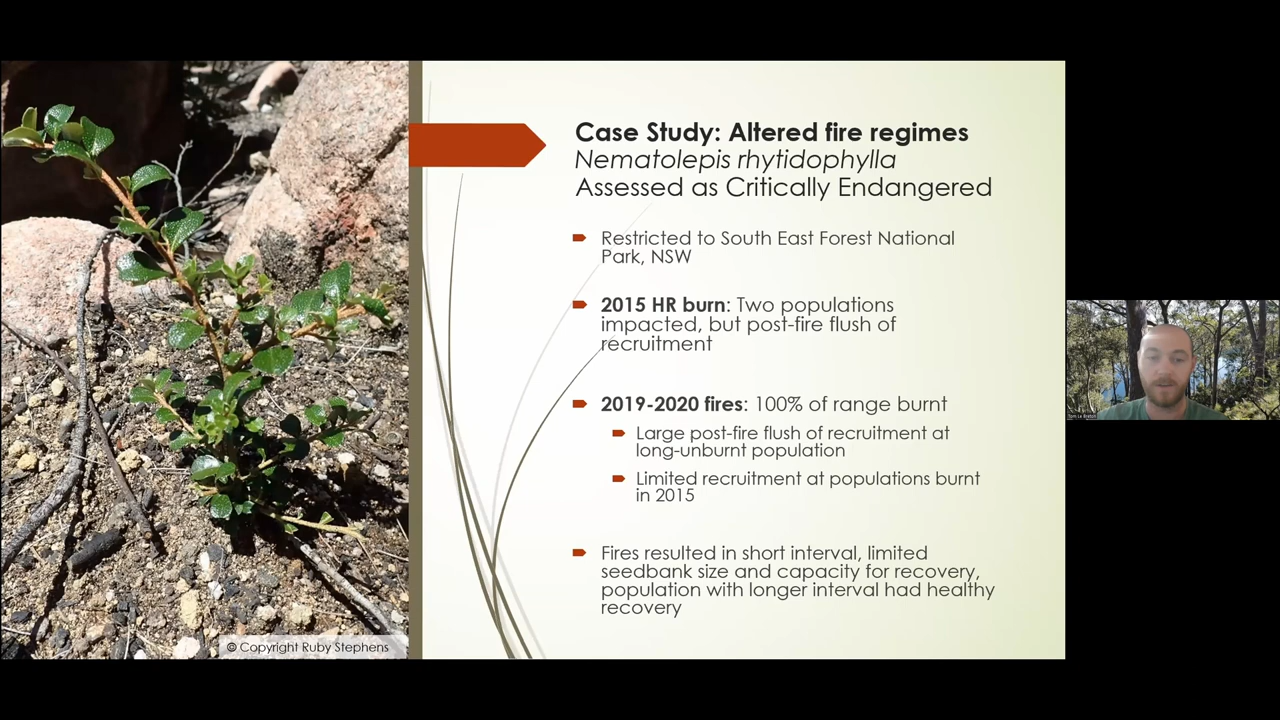 Case Study: Altered fire regimes
Nematolepis rhytidophylla
Assessed as Critically Endangered
Restricted to South East Forest National
Park, NSW
2015 HR burn: Two populations
impacted, but post-fire flush of
recruitment
2019-2020 fires: 100% of range burnt
Large post-fire flush of recruitment at
long-unburnt population
Limited recruitment at populations burnt
in 2015
Fires resulted in short interval, limited
seedbank size and capacity for recovery,
population with longer interval had healthy
recovery
© Copyright Ruby Stephens
Tom Le Breton